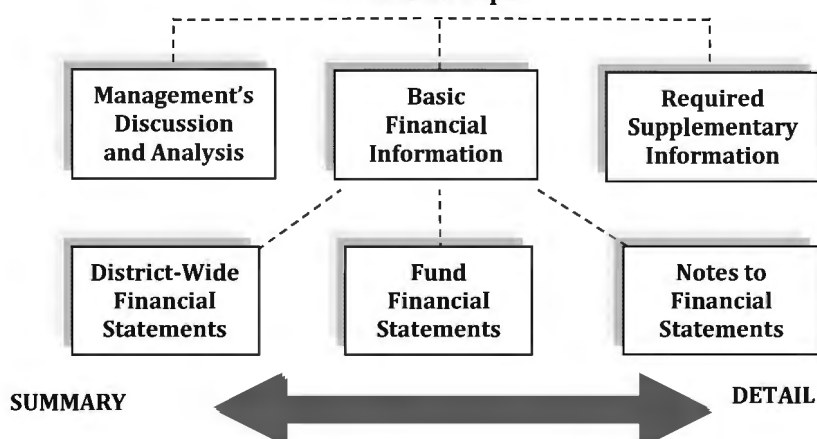 Management's
Discussion
and Analysis
Basic
Financial
Information
Required
Supplementary
Information
District-Wide
Financial
Statements
Fund
Financial
Statements
Notes to
Financial
Statements
SUMMARY
DETAIL